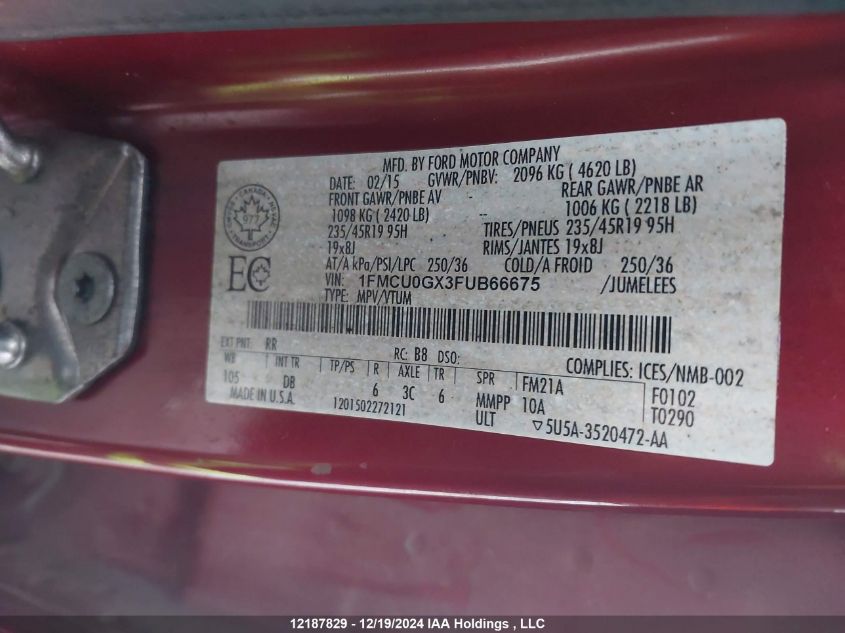 MFD. BY FORD MOTOR COMPANY
DATE: 02/15 GVWR/PNBV: 2096 KG ( 4620 LB)
FRONT GAWR/PNBE AV REAR GAWR/PNBE AR
1098 KG ( 2420 LB) -- 1006 KG ( 2218 LB)
235/45R19 95H TIRES/PNEUS 235/45R19 95H
19x8J RIMS/JANTES 19x8J
AT/A kPa/PSI/LPC 250/36 COLD/A FROID 250/36
VIN: 1FMCU0GX3FUB66675 /JUMELEES
TYPE: MPV/VTUM
CANADA
977
TRANSPORT
EC
EXT PNT: RR RC: B8 DSO: COMPLIES: ICES/NMB-002
WB INT TR TP/PS R AXLE TR SPR FM21A F0102
105 DB 6 3C 6 MMPP 10A T0290
MADE IN U.S.A. 1201502272121 ULT ▽5U5A-3520472-AA
12187829 - 12/19/2024 IAA Holdings , LLC